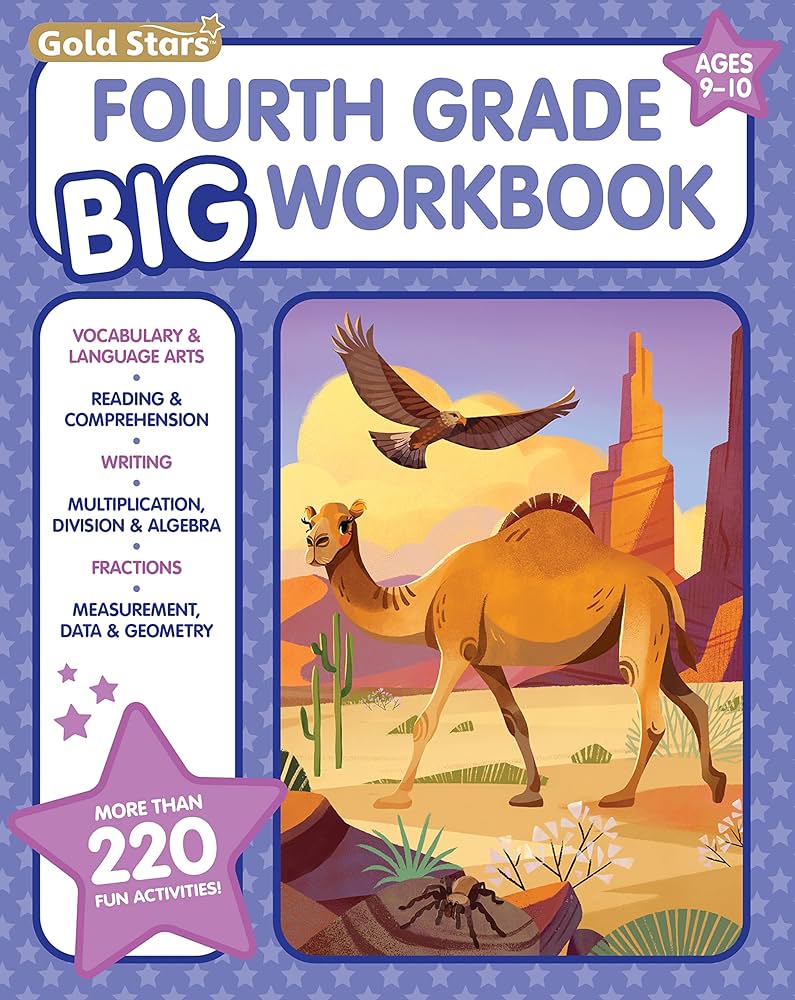 Gold Stars™
AGES
9–10
FOURTH GRADE
BIG WORKBOOK
VOCABULARY &
LANGUAGE ARTS
•
READING &
COMPREHENSION
•
WRITING
•
MULTIPLICATION,
DIVISION & ALGEBRA
•
FRACTIONS
•
MEASUREMENT,
DATA & GEOMETRY
MORE THAN
220
FUN ACTIVITIES!